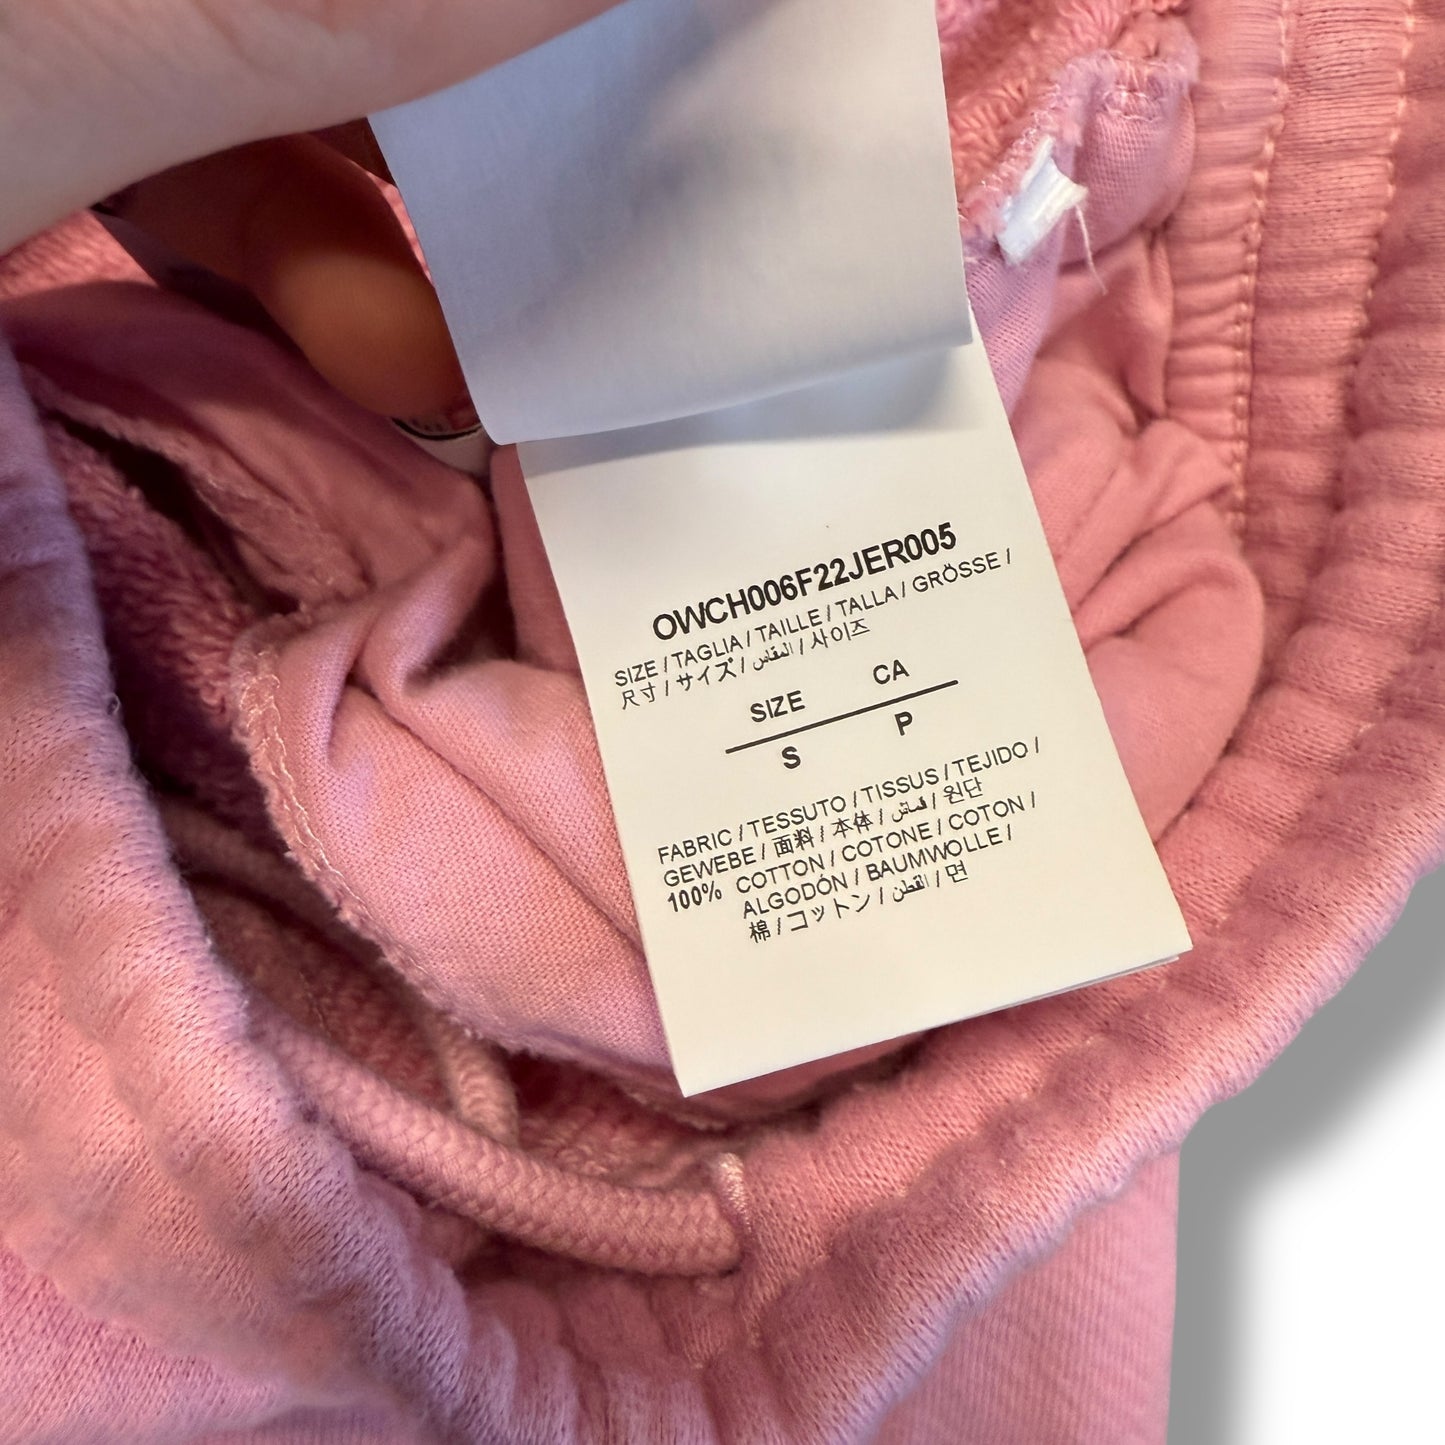 OWCH006F22JER005
SIZE / TAGLIA / TAILLE / TALLA / GRÖSSE /
尺寸 / サイズ / المقاس / 사이즈
SIZE CA
S P
FABRIC / TESSUTO / TISSUS / TEJIDO /
GEWEBE / 面料 / 本体 / القماش / 원단
100% COTTON / COTONE / COTON /
ALGODÓN / BAUMWOLLE /
棉 / コットン / القطن / 면